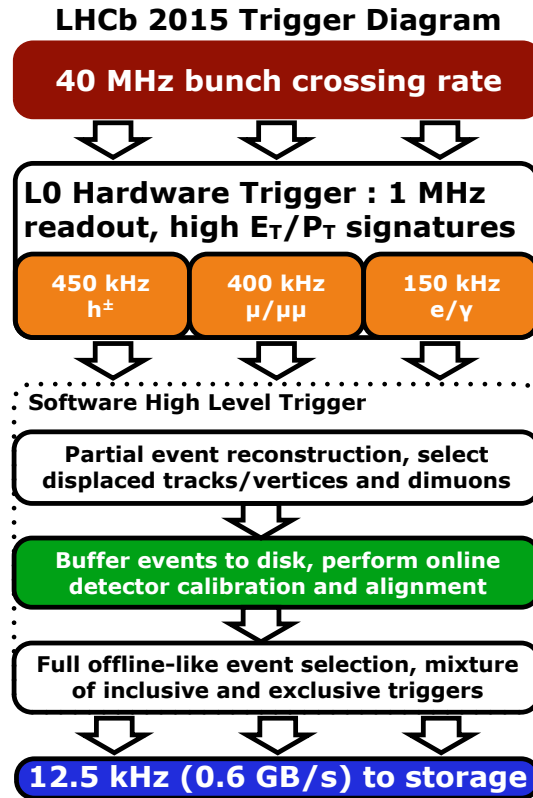 LHCb 2015 Trigger Diagram
40 MHz bunch crossing rate
L0 Hardware Trigger : 1 MHz
readout, high E_T/P_T signatures
450 kHz
h±
400 kHz
μ/μμ
150 kHz
e/γ
Software High Level Trigger
Partial event reconstruction, select
displaced tracks/vertices and dimuons
Buffer events to disk, perform online
detector calibration and alignment
Full offline-like event selection, mixture
of inclusive and exclusive triggers
12.5 kHz (0.6 GB/s) to storage